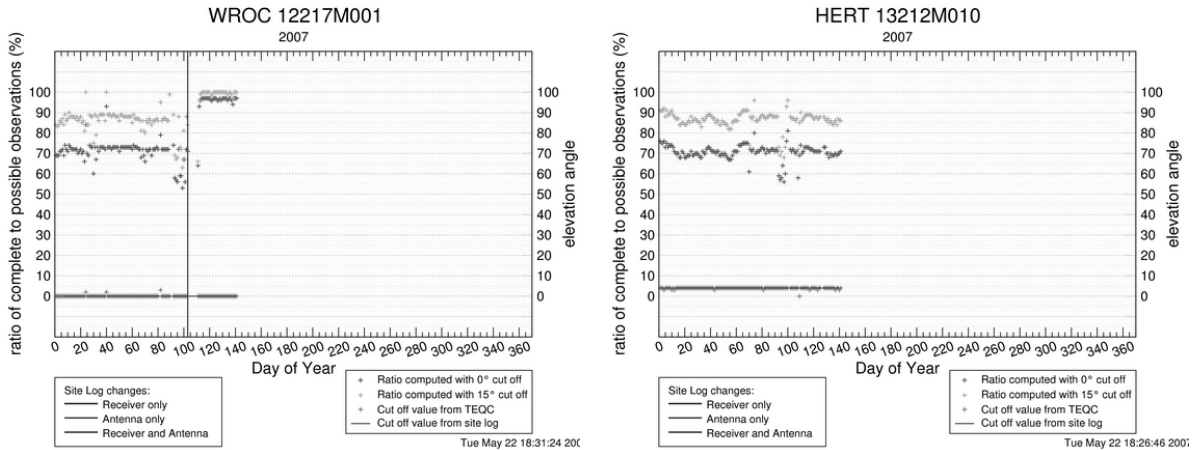 WROC 12217M001
2007
ratio of complete to possible observations (%)
100
90
80
70
60
50
40
30
20
10
0
100
90
80
70
60
50
40
30
20
10
0
elevation angle
0 20 40 60 80 100 120 140 160 180 200 220 240 260 280 300 320 340 360
Day of Year
Site Log changes:
Receiver only
Antenna only
Receiver and Antenna
Ratio computed with 0° cut off
Ratio computed with 15° cut off
Cut off value from TEQC
Cut off value from site log
Tue May 22 18:31:24 200
HERT 13212M010
2007
ratio of complete to possible observations (%)
100
90
80
70
60
50
40
30
20
10
0
100
90
80
70
60
50
40
30
20
10
0
elevation angle
0 20 40 60 80 100 120 140 160 180 200 220 240 260 280 300 320 340 360
Day of Year
Site Log changes:
Receiver only
Antenna only
Receiver and Antenna
Ratio computed with 0° cut off
Ratio computed with 15° cut off
Cut off value from TEQC
Cut off value from site log
Tue May 22 18:26:46 2007